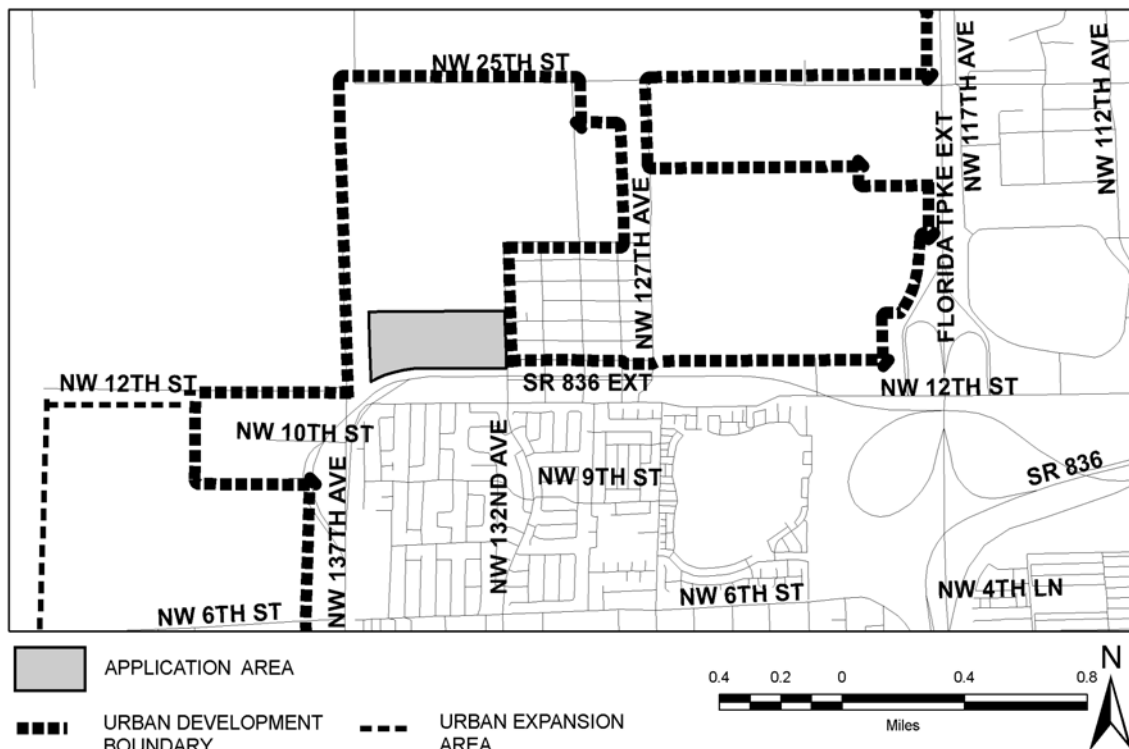 NW 25TH ST
NW 117TH AVE
NW 112TH AVE
FLORIDA TPKE EXT
NW 127TH AVE
NW 12TH ST
SR 836 EXT
NW 12TH ST
NW 10TH ST
NW 137TH AVE
NW 132ND AVE
NW 9TH ST
SR 836
NW 6TH ST
NW 6TH ST
NW 4TH LN
APPLICATION AREA
URBAN DEVELOPMENT
BOUNDARY
URBAN EXPANSION
AREA
0.4 0.2 0 0.4 0.8
Miles
N